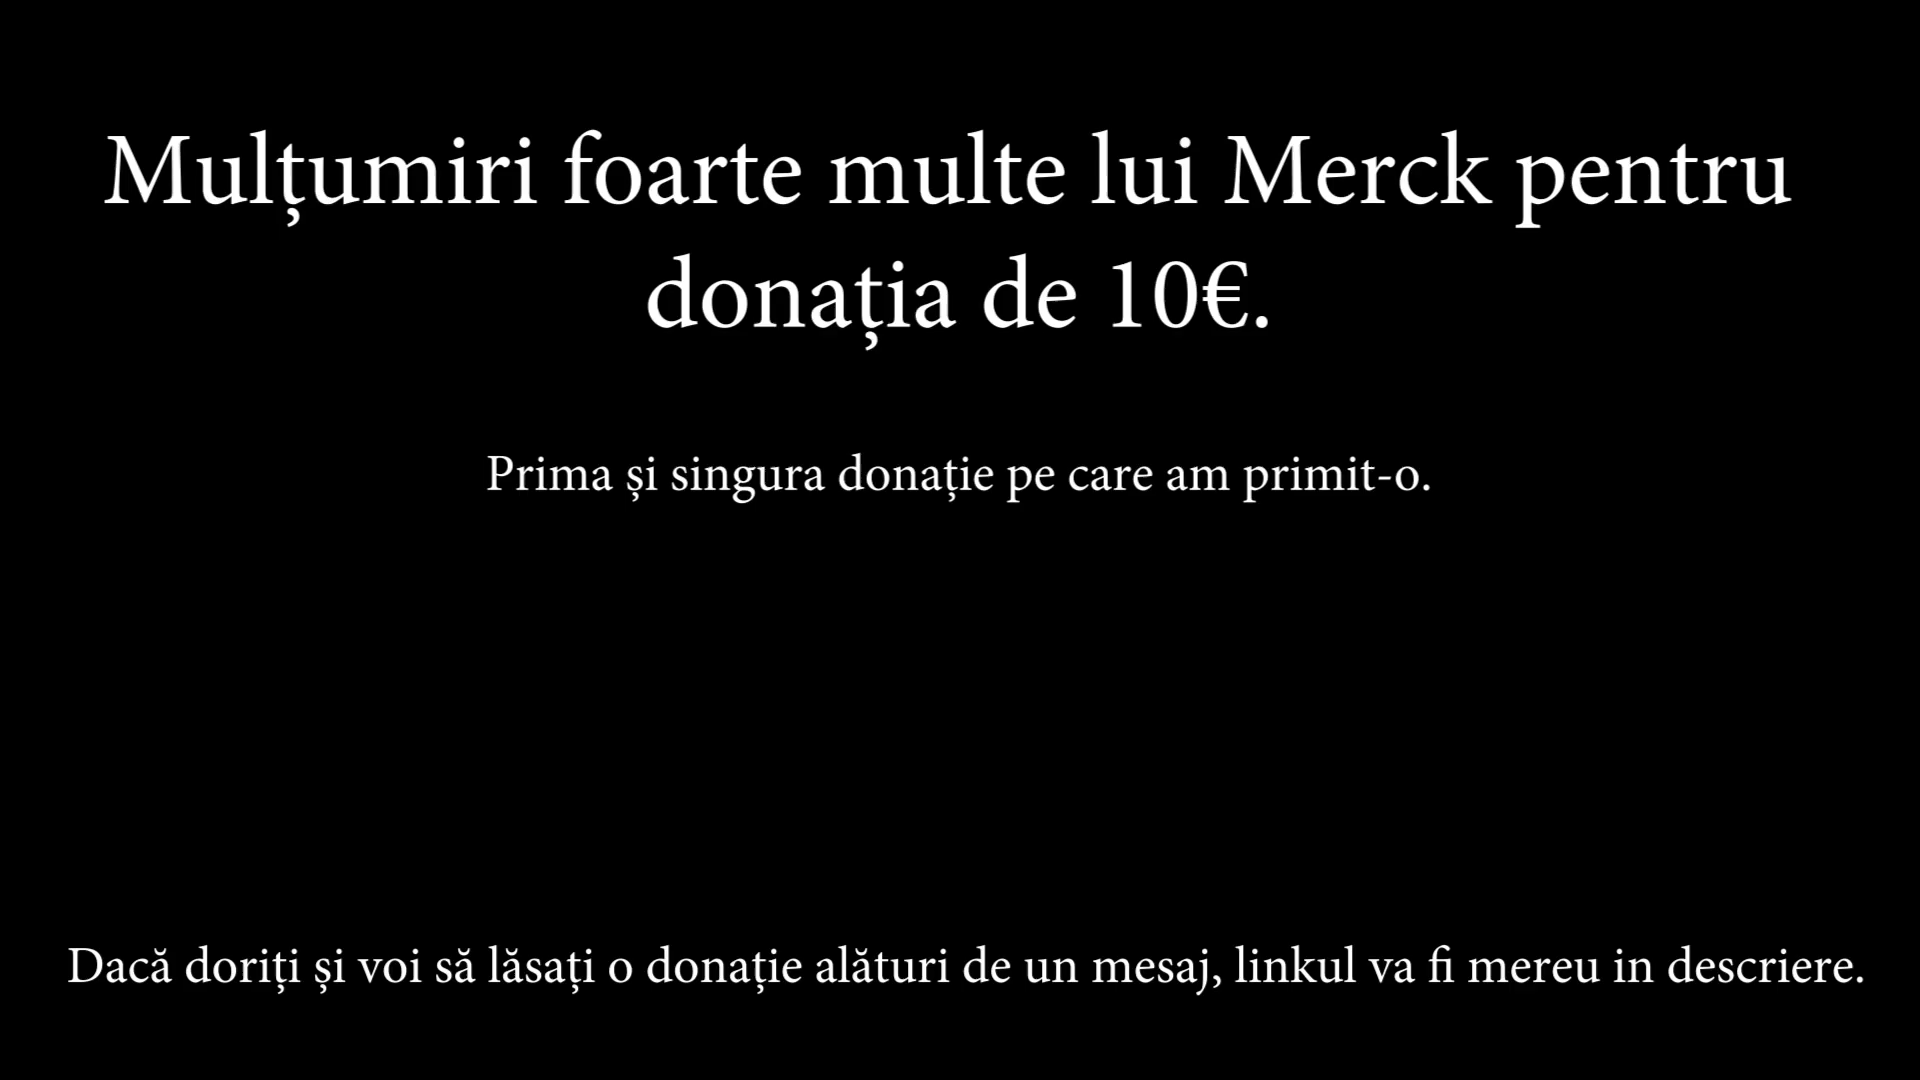 Mulțumiri foarte multe lui Merck pentru
donația de 10€.
Prima și singura donație pe care am primit-o.
Dacă doriți și voi să lăsați o donație alături de un mesaj, linkul va fi mereu in descriere.